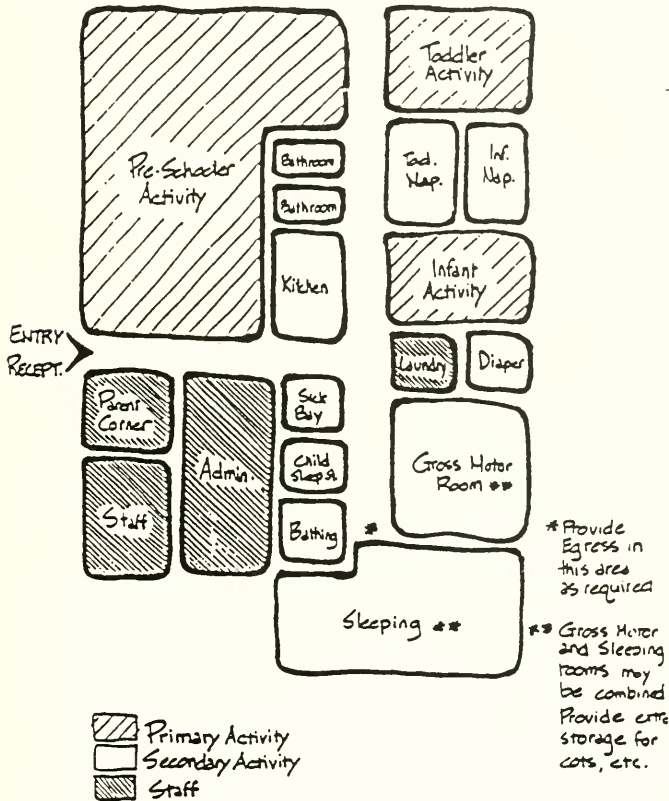 Toddler
Activity
Pre-Schooler
Activity
Bathroom
Bathroom
Kitchen
Tod.
Nap.
Inf.
Nap.
Infant
Activity
ENTRY
RECEPT.
Laundry
Diaper
Parent
Corner
Admin.
Staff
Sick
Bay
Child
Bathing
*
Gross Motor
Room **
Sleeping **
* Provide
Egress in
this area
as required
** Gross Motor
and Sleeping
rooms may
be combined
Provide extra
storage for
cots, etc.
Primary Activity
Secondary Activity
Staff